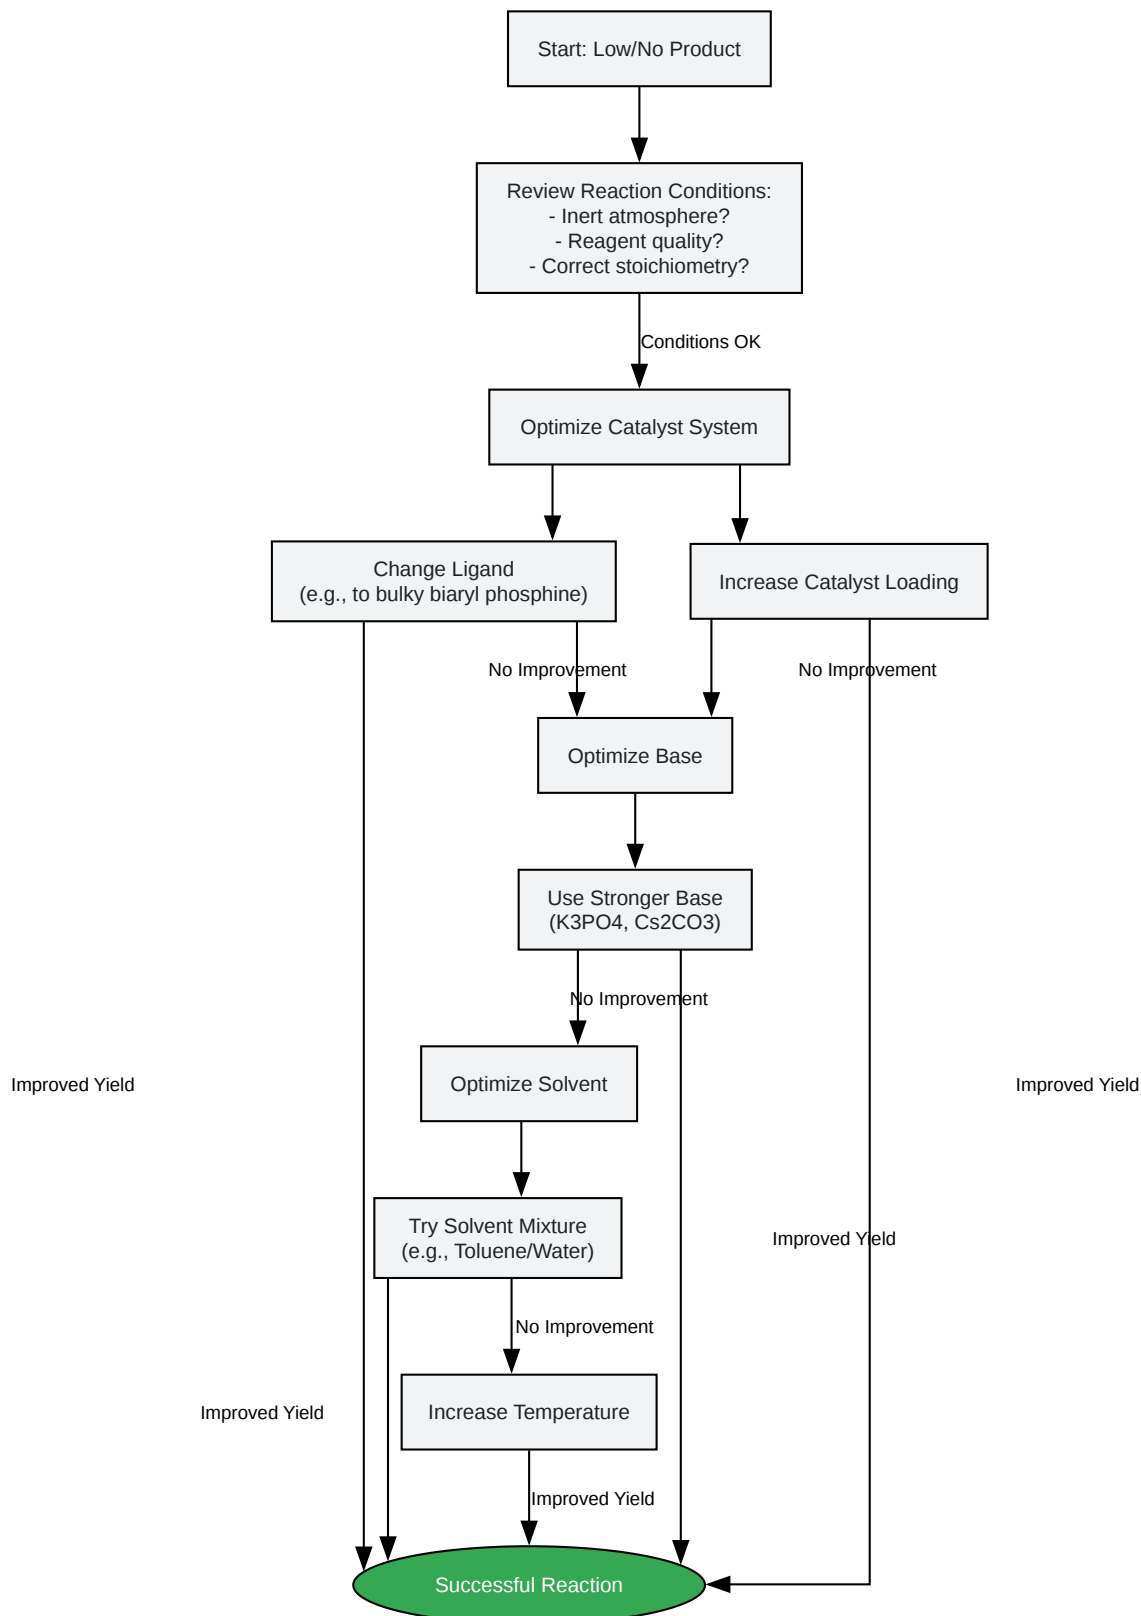 Start: Low/No Product
Review Reaction Conditions:
- Inert atmosphere?
- Reagent quality?
- Correct stoichiometry?
Conditions OK
Optimize Catalyst System
Change Ligand
(e.g., to bulky biaryl phosphine)
Increase Catalyst Loading
No Improvement
No Improvement
Optimize Base
Use Stronger Base
(K3PO4, Cs2CO3)
No Improvement
Optimize Solvent
Improved Yield
Improved Yield
Try Solvent Mixture
(e.g., Toluene/Water)
Improved Yield
No Improvement
Increase Temperature
Improved Yield
Improved Yield
Successful Reaction